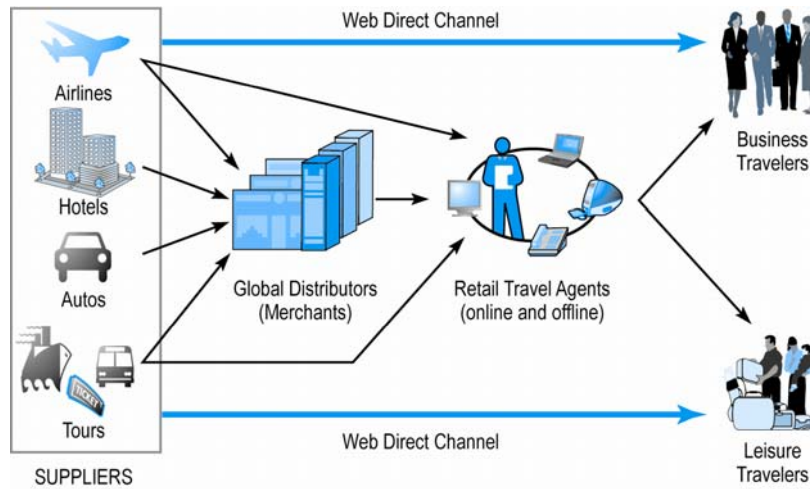 Web Direct Channel
Airlines
Hotels
Autos
TICKET
Tours
SUPPLIERS
Global Distributors
(Merchants)
Retail Travel Agents
(online and offline)
Business
Travelers
Leisure
Travelers
Web Direct Channel